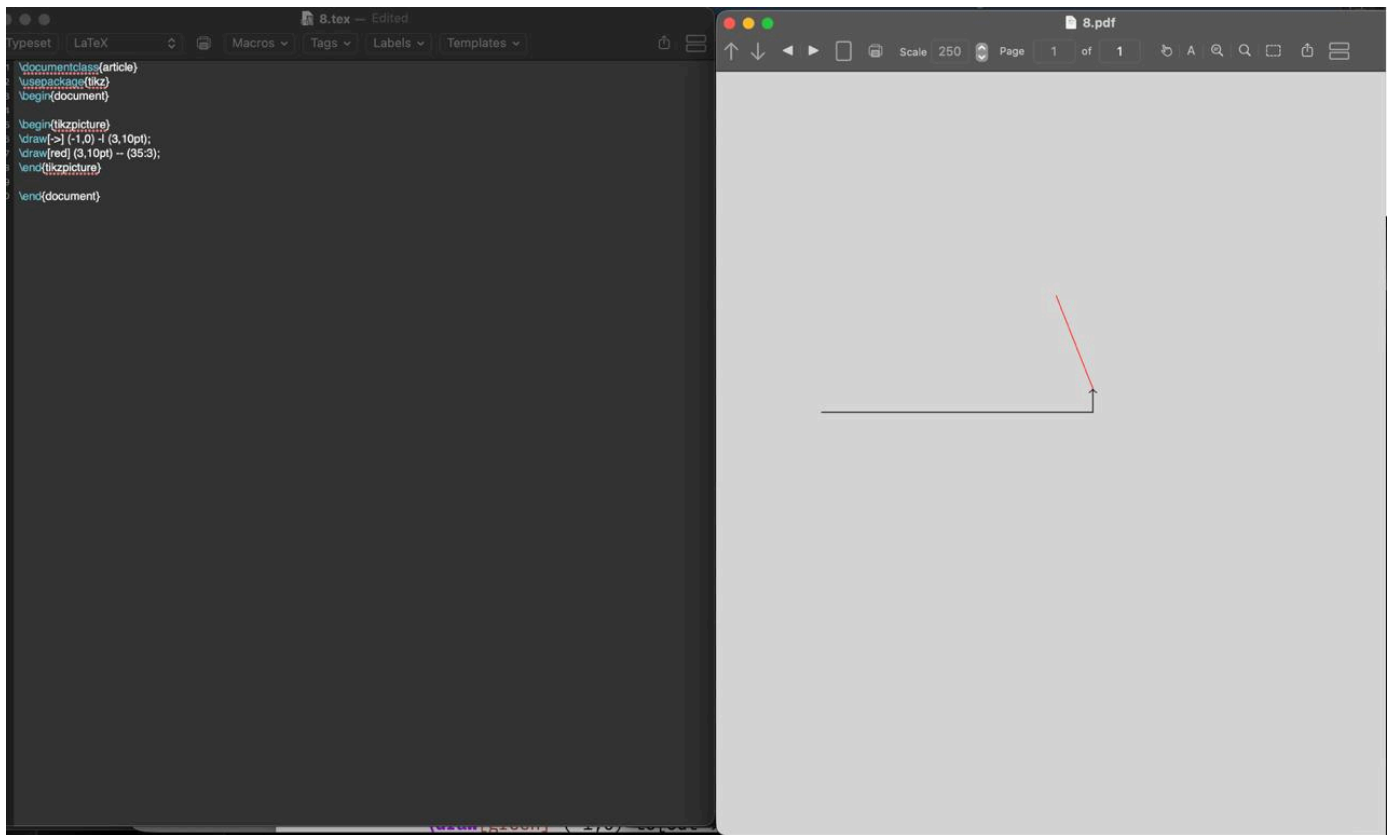 8.tex — Edited
Typeset LaTeX Macros Tags Labels Templates
\documentclass{article}
\usepackage{tikz}
\begin{document}
\begin{tikzpicture}
\draw[->] (-1,0) -| (3,10pt);
\draw[red] (3,10pt) -- (35:3);
\end{tikzpicture}
\end{document}
8.pdf
Scale 250 Page 1 of 1 A